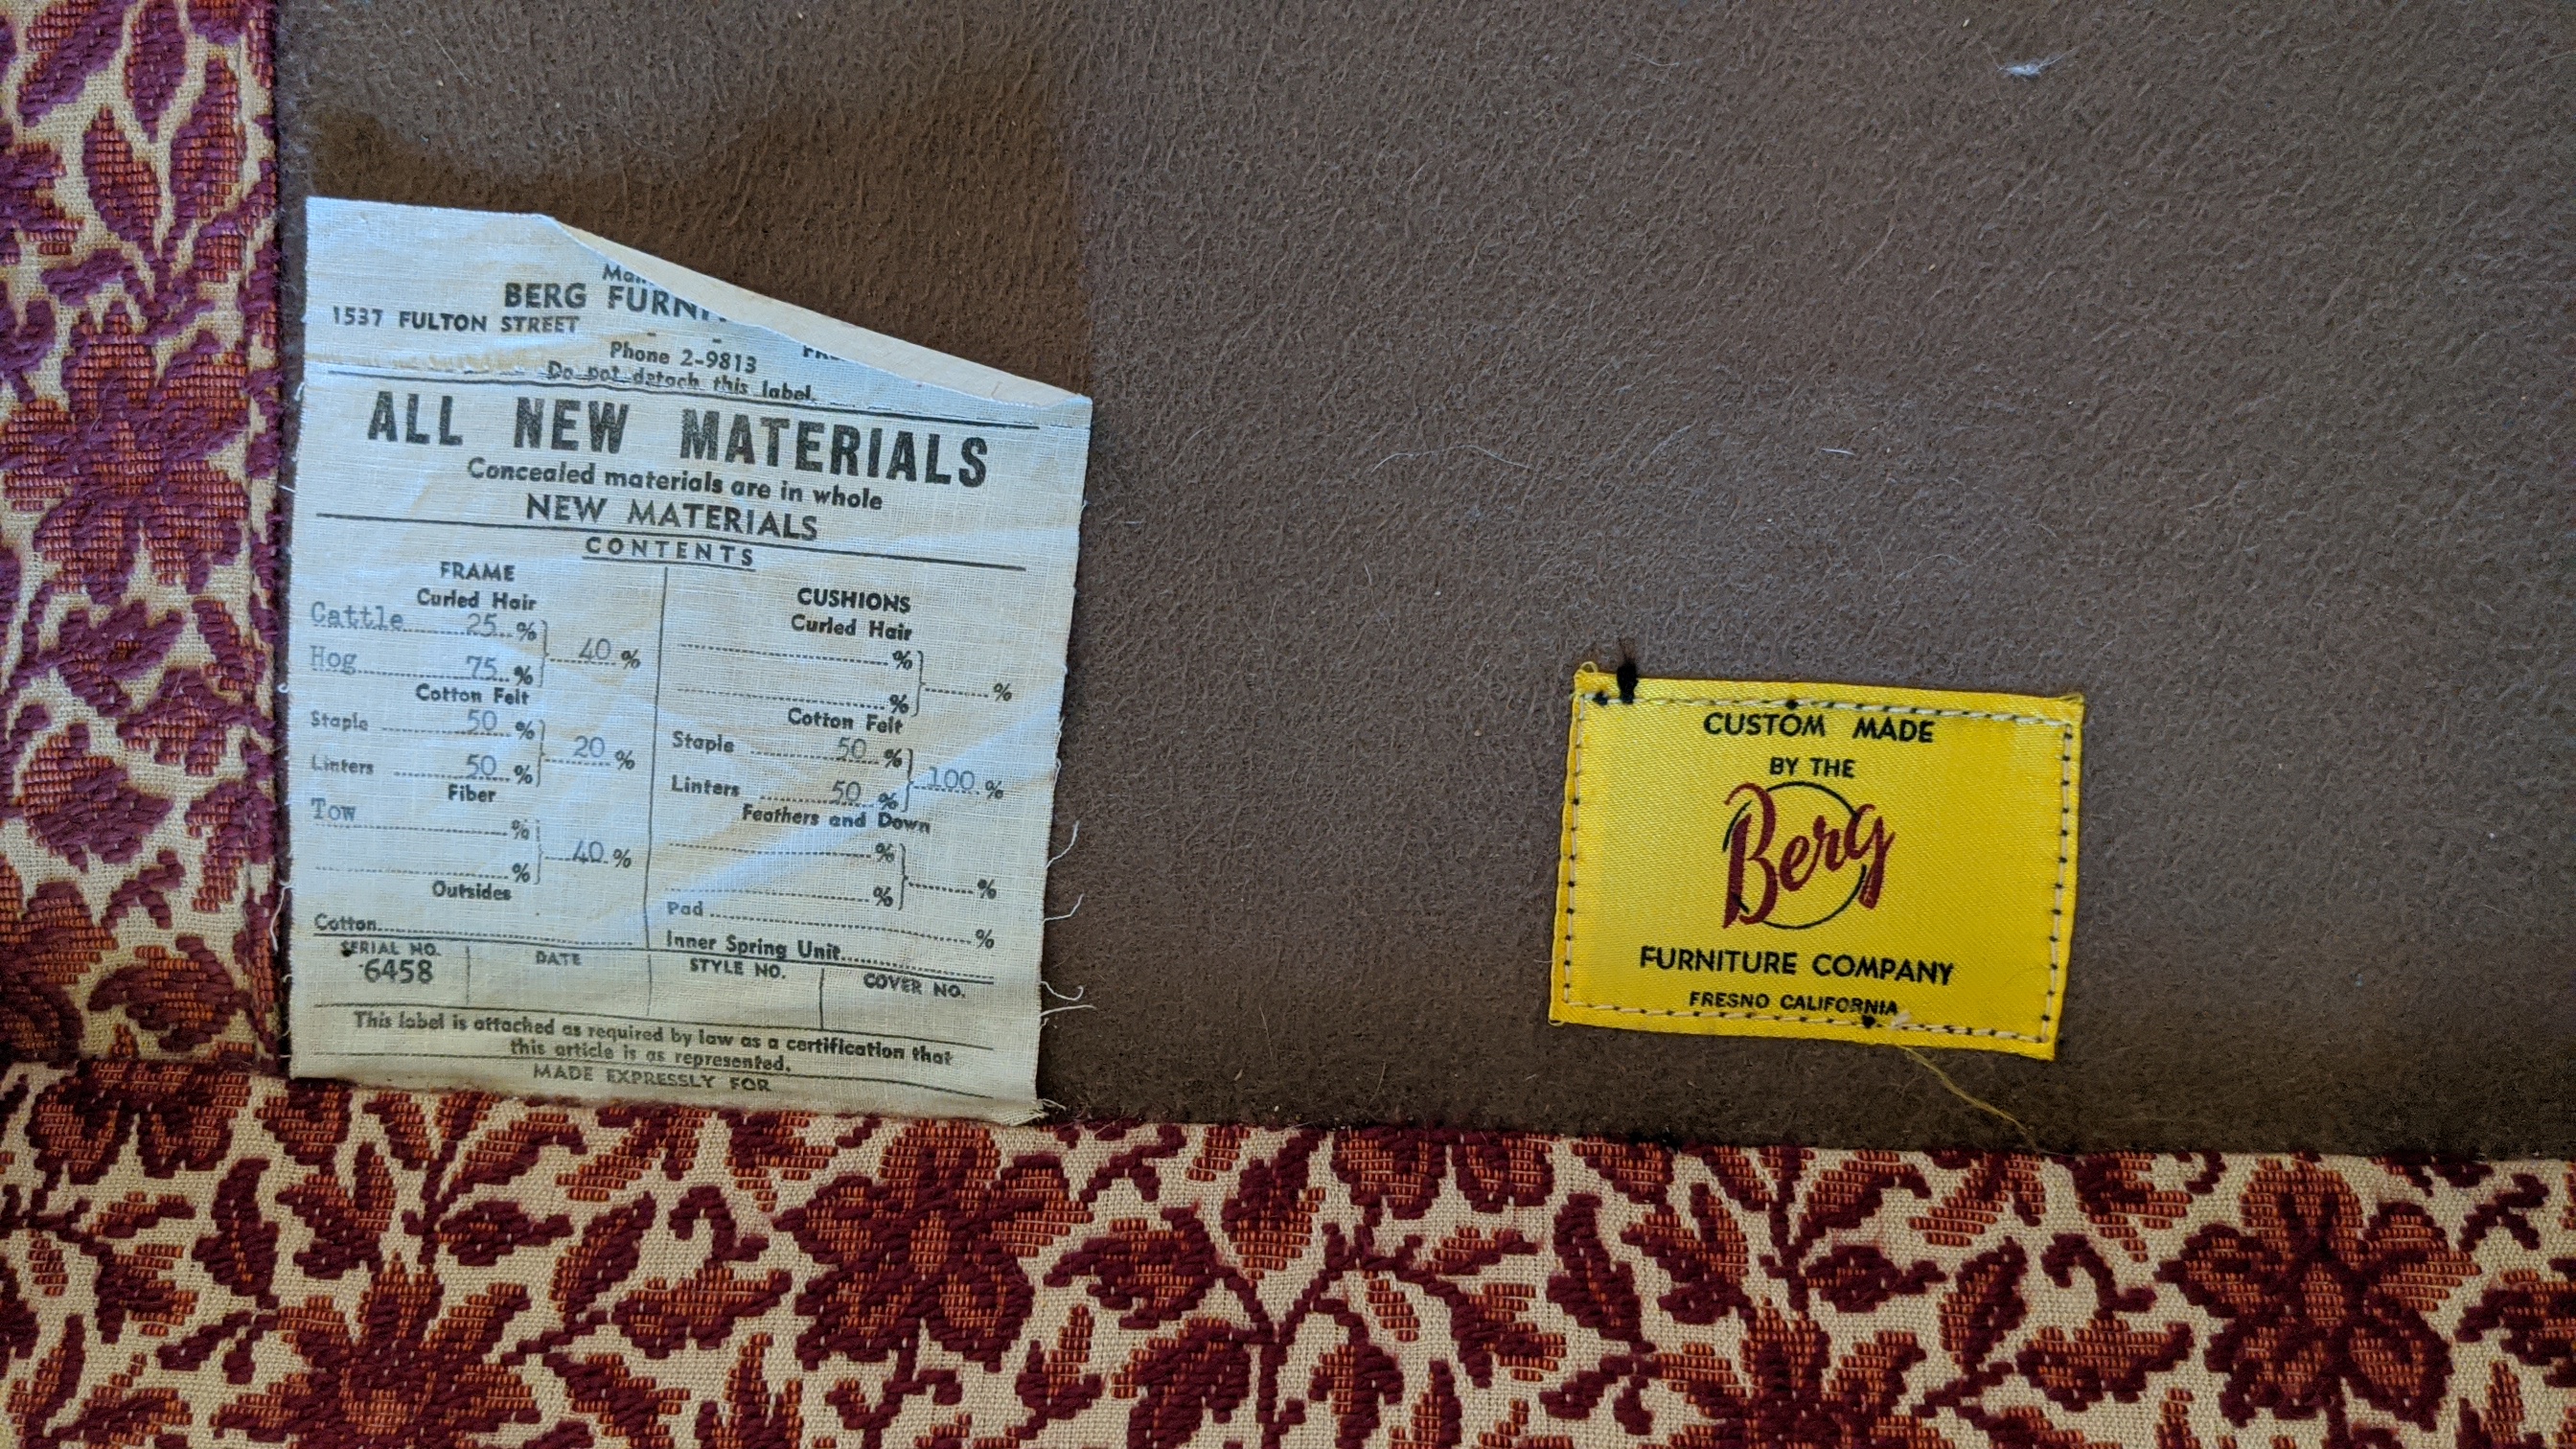 BERG
1537 FULTON STREET
Phone 2-9813
Do not detach this label.
ALL NEW MATERIALS
Concealed materials are in whole
NEW MATERIALS
CONTENTS
FRAME
Curled Hair
Cattle 25 %
Hog 75 %
40 %
Cotton Felt
Staple 50 %
Linters 50 %
20 %
Fiber
Tow %
%
40 %
Outsides
Cotton
CUSHIONS
Curled Hair
%
%
%
Cotton Felt
Staple 50 %
Linters 50 %
100 %
Feathers and Down
%
%
%
Pad %
Inner Spring Unit
SERIAL NO. DATE STYLE NO. COVER NO.
6458
This label is attached as required by law as a certification that
this article is as represented.
MADE EXPRESSLY FOR
CUSTOM MADE
BY THE
Berg
FURNITURE COMPANY
FRESNO CALIFORNIA